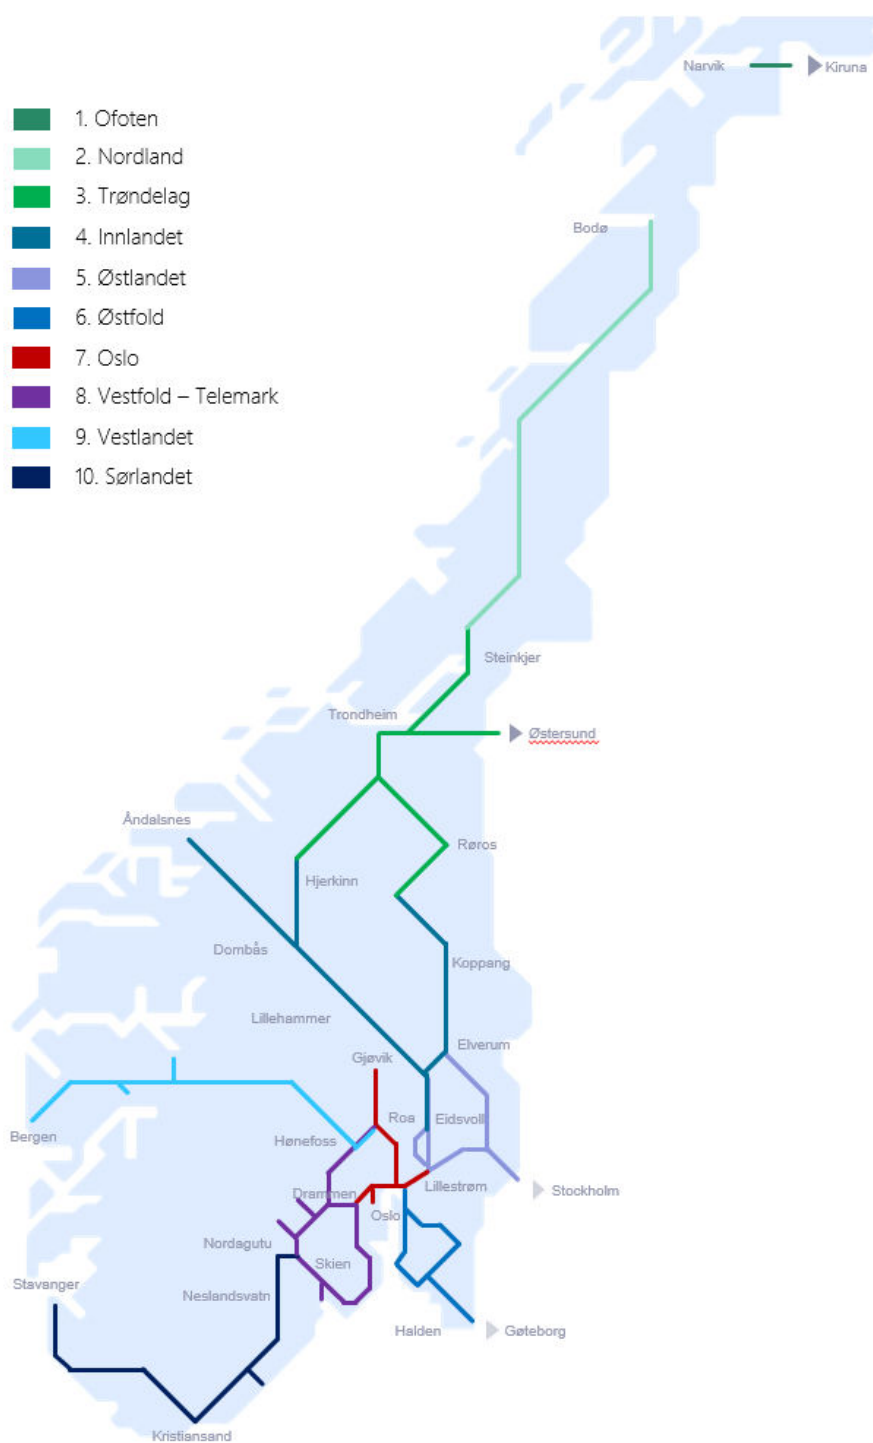 Narvik
Kiruna
1. Ofoten
2. Nordland
3. Trøndelag
4. Innlandet
5. Østlandet
6. Østfold
7. Oslo
8. Vestfold – Telemark
9. Vestlandet
10. Sørlandet
Bodø
Steinkjer
Trondheim
Østersund
Åndalsnes
Røros
Hjerkinn
Dombås
Koppang
Lillehammer
Elverum
Gjøvik
Roa
Eidsvoll
Bergen
Hønefoss
Drammen
Lillestrøm
Stockholm
Oslo
Nordagutu
Skien
Stavanger
Neslandsvatn
Halden
Gøteborg
Kristiansand